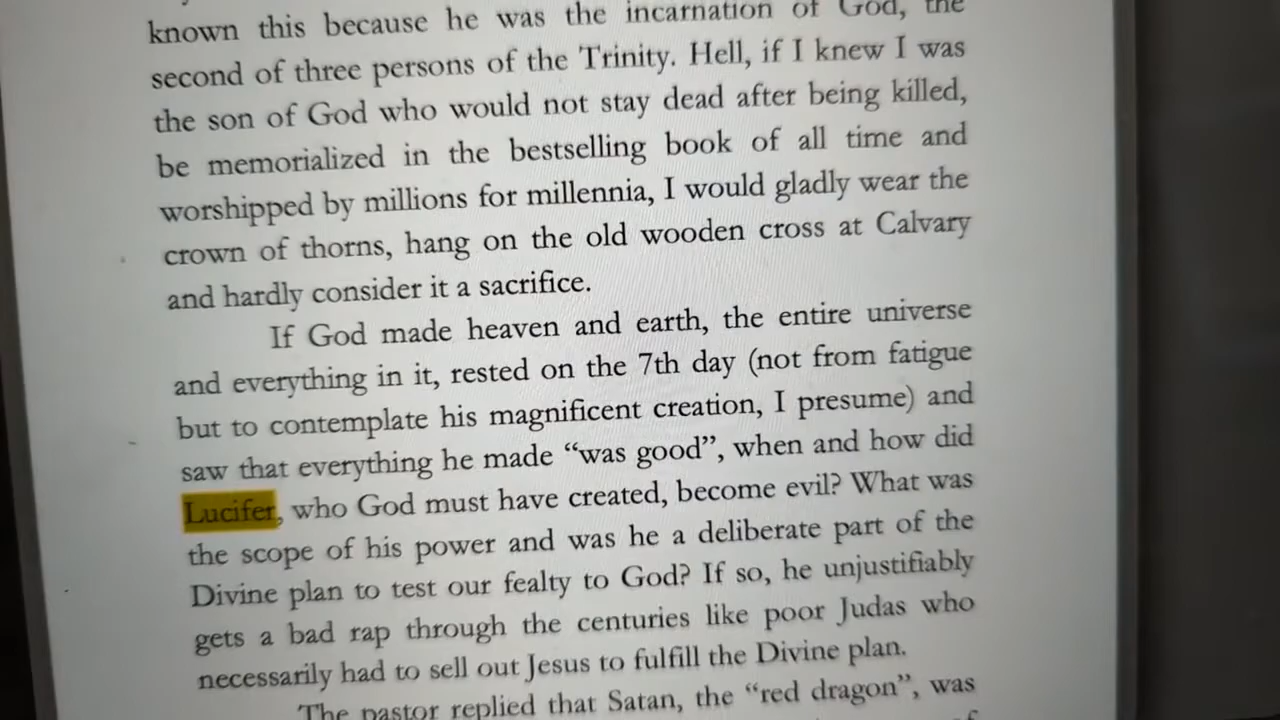 known this because he was the incarnation of God, the
second of three persons of the Trinity. Hell, if I knew I was
the son of God who would not stay dead after being killed,
be memorialized in the bestselling book of all time and
worshipped by millions for millennia, I would gladly wear the
crown of thorns, hang on the old wooden cross at Calvary
and hardly consider it a sacrifice.
If God made heaven and earth, the entire universe
and everything in it, rested on the 7th day (not from fatigue
but to contemplate his magnificent creation, I presume) and
saw that everything he made “was good”, when and how did
Lucifer, who God must have created, become evil? What was
the scope of his power and was he a deliberate part of the
Divine plan to test our fealty to God? If so, he unjustifiably
gets a bad rap through the centuries like poor Judas who
necessarily had to sell out Jesus to fulfill the Divine plan.
The pastor replied that Satan, the “red dragon”, was